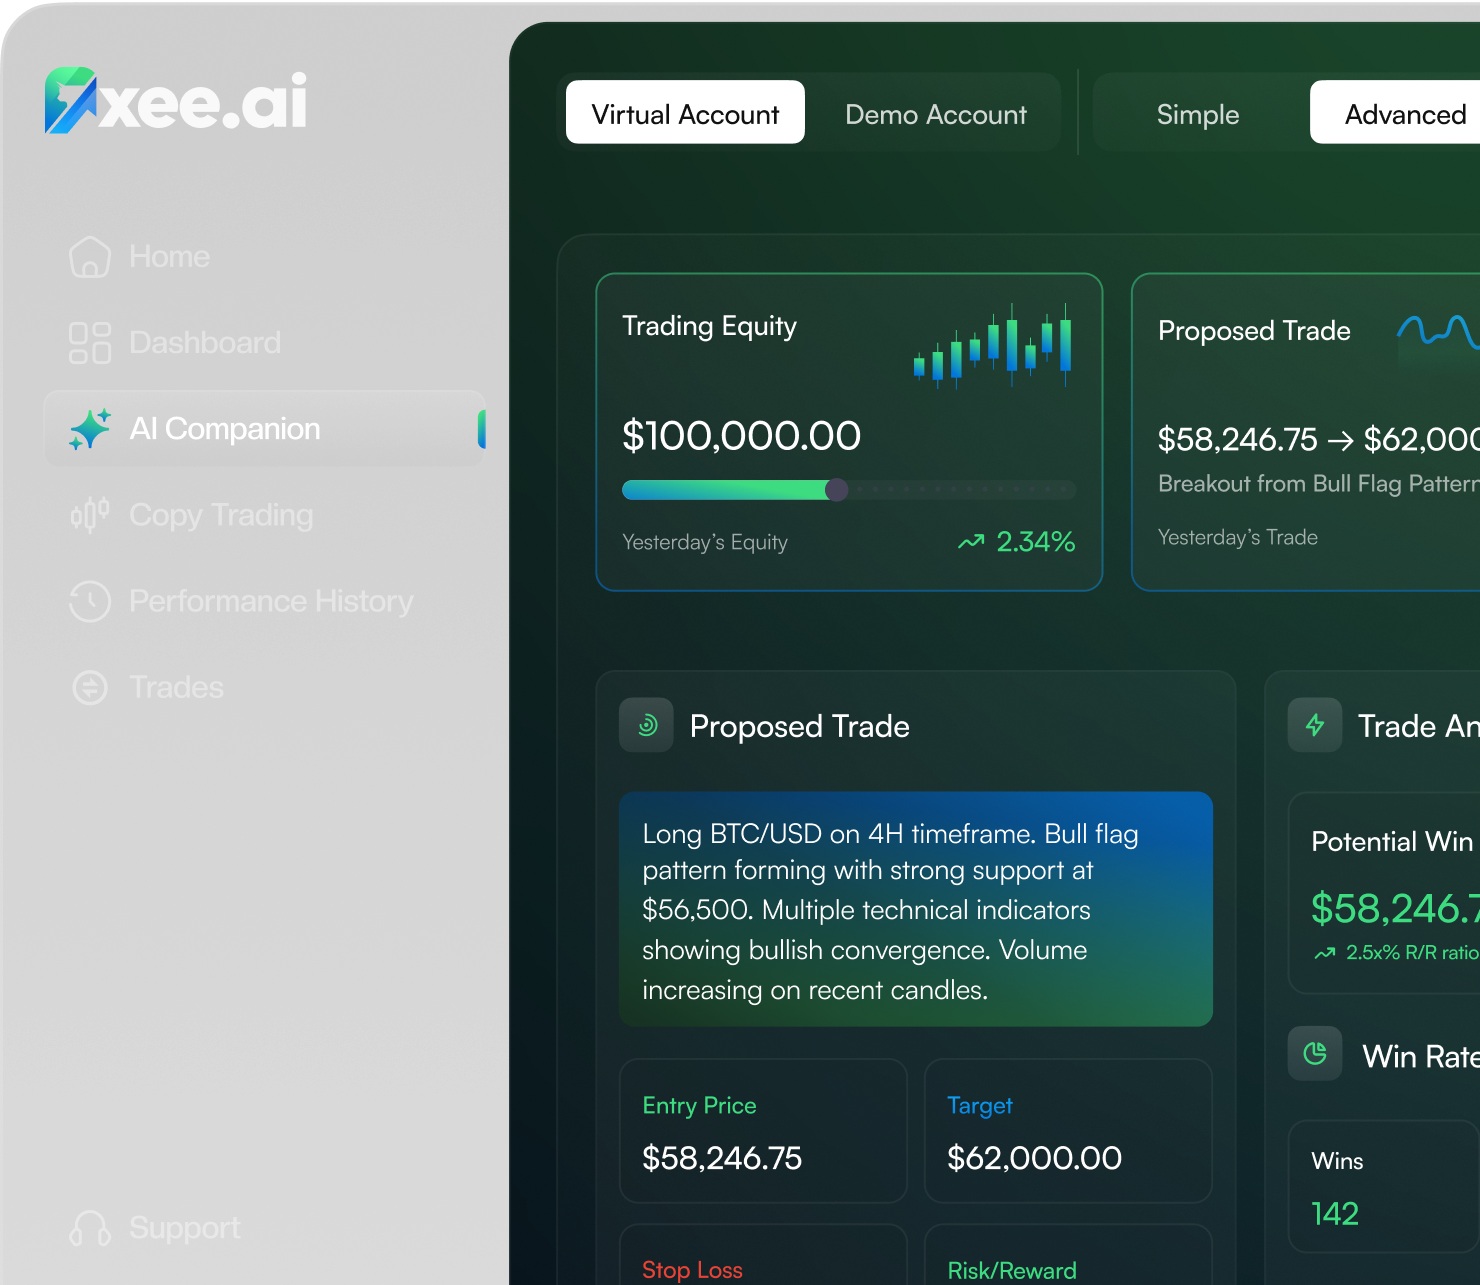 xee.ai
Home
Dashboard
AI Companion
Copy Trading
Performance History
Trades
Support
Virtual Account
Demo Account
Simple
Advanced
Trading Equity
$100,000.00
Yesterday's Equity
2.34%
Proposed Trade
$58,246.75 → $62,000
Breakout from Bull Flag Pattern
Yesterday's Trade
Proposed Trade
Long BTC/USD on 4H timeframe. Bull flag
pattern forming with strong support at
$56,500. Multiple technical indicators
showing bullish convergence. Volume
increasing on recent candles.
Entry Price
$58,246.75
Target
$62,000.00
Stop Loss
Risk/Reward
Trade An
Potential Win
$58,246.7
2.5x% R/R ratio
Win Rate
Wins
142